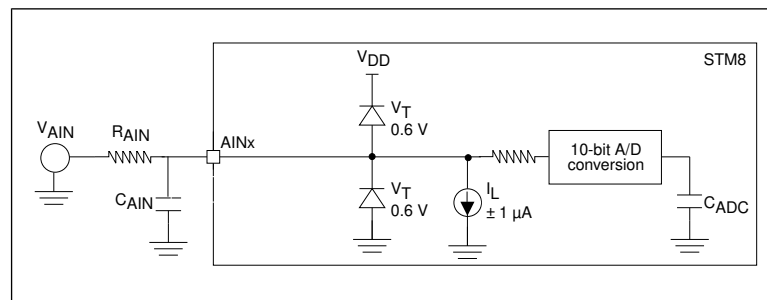 STM8
VDD
VT
0.6 V
VAIN
RAIN
AINx
10-bit A/D
conversion
VT
0.6 V
IL
± 1 µA
CAIN
CADC